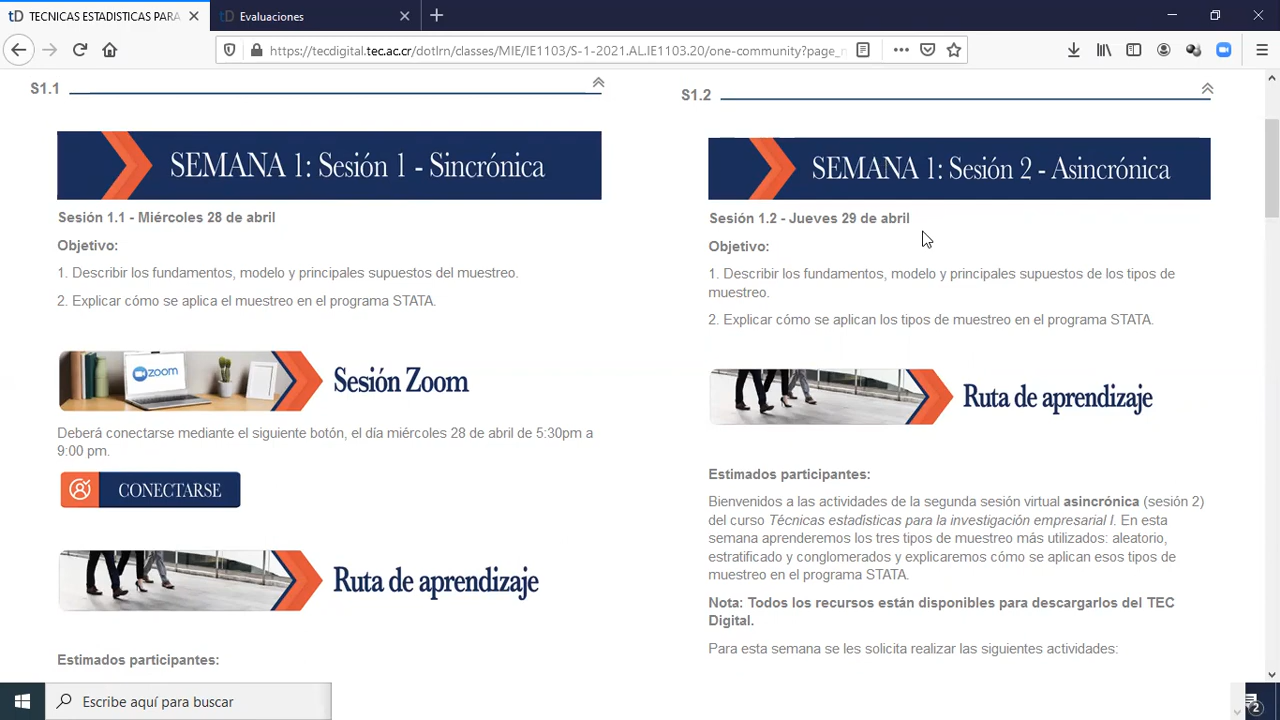 TECNICAS ESTADISTICAS PARA
Evaluaciones
https://tecdigital.tec.ac.cr/dotlrn/classes/MIE/IE1103/S-1-2021.AL.IE1103.20/one-community?page_n
S1.1
SEMANA 1: Sesión 1 - Sincrónica
Sesión 1.1 - Miércoles 28 de abril
Objetivo:
1. Describir los fundamentos, modelo y principales supuestos del muestreo.
2. Explicar cómo se aplica el muestreo en el programa STATA.
zoom
Sesión Zoom
Deberá conectarse mediante el siguiente botón, el día miércoles 28 de abril de 5:30pm a
9:00 pm.
CONECTARSE
Ruta de aprendizaje
Estimados participantes:
S1.2
SEMANA 1: Sesión 2 - Asincrónica
Sesión 1.2 - Jueves 29 de abril
Objetivo:
1. Describir los fundamentos, modelo y principales supuestos de los tipos de
muestreo.
2. Explicar cómo se aplican los tipos de muestreo en el programa STATA.
Ruta de aprendizaje
Estimados participantes:
Bienvenidos a las actividades de la segunda sesión virtual asincrónica (sesión 2)
del curso Técnicas estadísticas para la investigación empresarial I. En esta
semana aprenderemos los tres tipos de muestreo más utilizados: aleatorio,
estratificado y conglomerados y explicaremos cómo se aplican esos tipos de
muestreo en el programa STATA.
Nota: Todos los recursos están disponibles para descargarlos del TEC
Digital.
Para esta semana se les solicita realizar las siguientes actividades:
Escribe aquí para buscar
2